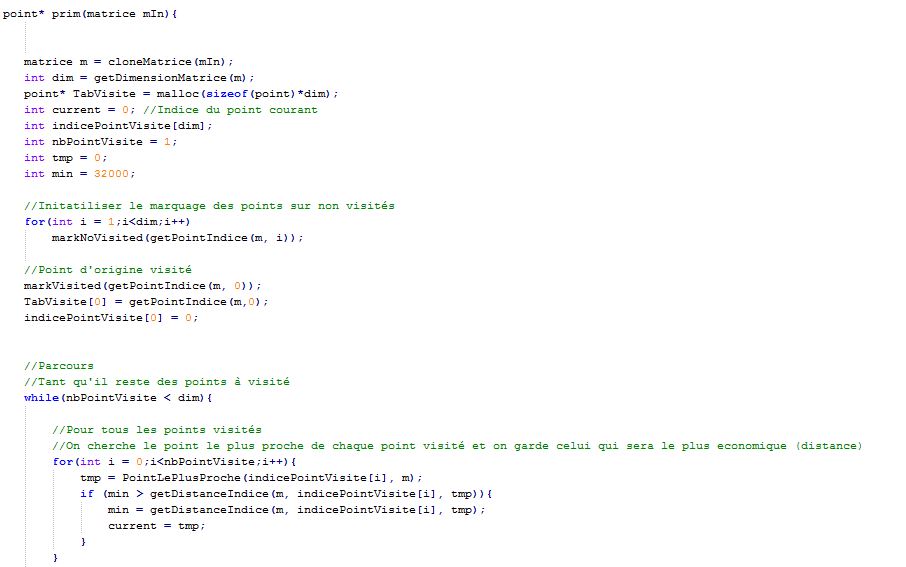 point* prim(matrice mIn){
matrice m = cloneMatrice(mIn);
int dim = getDimensionMatrice(m);
point* TabVisite = malloc(sizeof(point)*dim);
int current = 0; //Indice du point courant
int indicePointVisite[dim];
int nbPointVisite = 1;
int tmp = 0;
int min = 32000;
//Initatiliser le marquage des points sur non visités
for(int i = 1;i<dim;i++)
markNoVisited(getPointIndice(m, i));
//Point d'origine visité
markVisited(getPointIndice(m, 0));
TabVisite[0] = getPointIndice(m,0);
indicePointVisite[0] = 0;
//Parcours
//Tant qu'il reste des points à visité
while(nbPointVisite < dim){
//Pour tous les points visités
//On cherche le point le plus proche de chaque point visité et on garde celui qui sera le plus economique (distance)
for(int i = 0;i<nbPointVisite;i++){
tmp = PointLePlusProche(indicePointVisite[i], m);
if (min > getDistanceIndice(m, indicePointVisite[i], tmp)){
min = getDistanceIndice(m, indicePointVisite[i], tmp);
current = tmp;
}
}